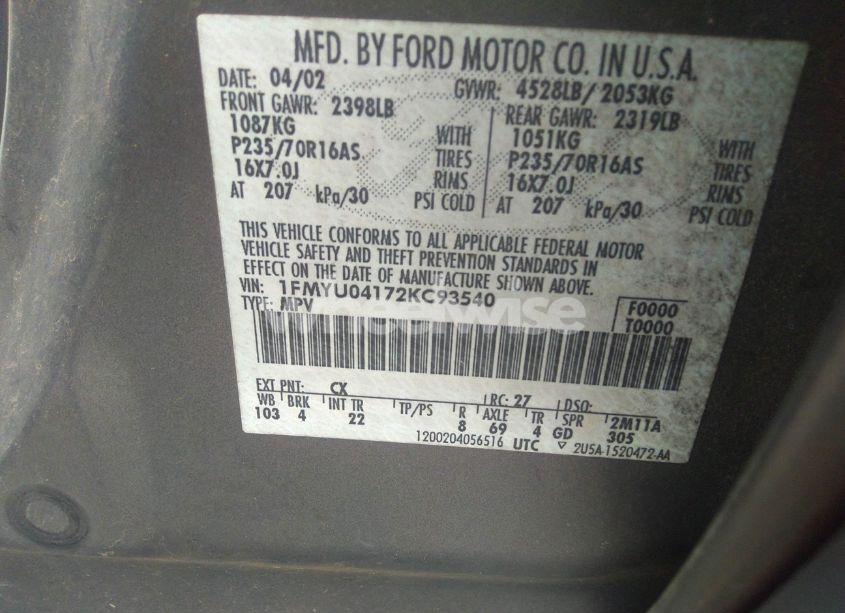 MFD. BY FORD MOTOR CO. IN U.S.A.
DATE: 04/02 GVWR: 4528LB/ 2053KG
FRONT GAWR: 2398LB REAR GAWR: 2319LB
1087KG WITH 1051KG WITH
P235/70R16AS TIRES P235/70R16AS TIRES
16X7.0J RIMS 16X7.0J RIMS
AT 207 kPa/30 PSI COLD AT 207 kPa/30 PSI COLD
THIS VEHICLE CONFORMS TO ALL APPLICABLE FEDERAL MOTOR
VEHICLE SAFETY AND THEFT PREVENTION STANDARDS IN
EFFECT ON THE DATE OF MANUFACTURE SHOWN ABOVE.
VIN: 1FMYU04172KC93540 F0000
TYPE: MPV T0000
wheelwise
EXT PNT: CX RC: 27 DSO:
WB BRK INT TR TP/PS R AXLE TR SPR 2M11A
103 4 22 8 69 4 GD 305
1200204056516 UTC ▽ 2U5A-1520472-AA